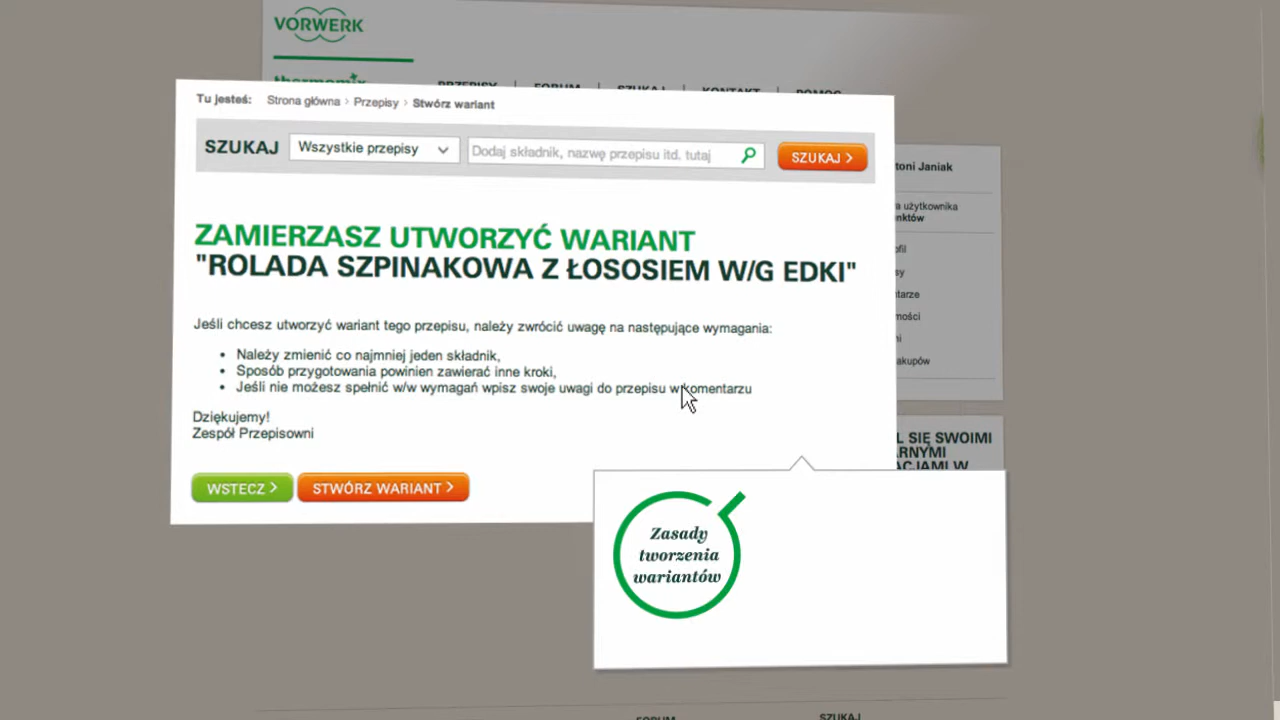 VORWERK
thermomix
PRZEPISY | FORUM | SZUKAJ | KONTAKT | POMOC
Tu jesteś: Strona główna › Przepisy › Stwórz wariant
SZUKAJ Wszystkie przepisy Dodaj składnik, nazwę przepisu itd. tutaj SZUKAJ >
toni Janiak
a użytkownika
nktów
ofil
sy
tarze
mości
ni
akupów
ZAMIERZASZ UTWORZYĆ WARIANT
"ROLADA SZPINAKOWA Z ŁOSOSIEM W/G EDKI"
Jeśli chcesz utworzyć wariant tego przepisu, należy zwrócić uwagę na następujące wymagania:
• Należy zmienić co najmniej jeden składnik,
• Sposób przygotowania powinien zawierać inne kroki,
• Jeśli nie możesz spełnić w/w wymagań wpisz swoje uwagi do przepisu w komentarzu
Dziękujemy!
Zespół Przepisowni
WSTECZ > STWÓRZ WARIANT >
L SIĘ SWOIMI
ARNYMI
ACJAMI W
Zasady
tworzenia
wariantów
FORUM SZUKAJ